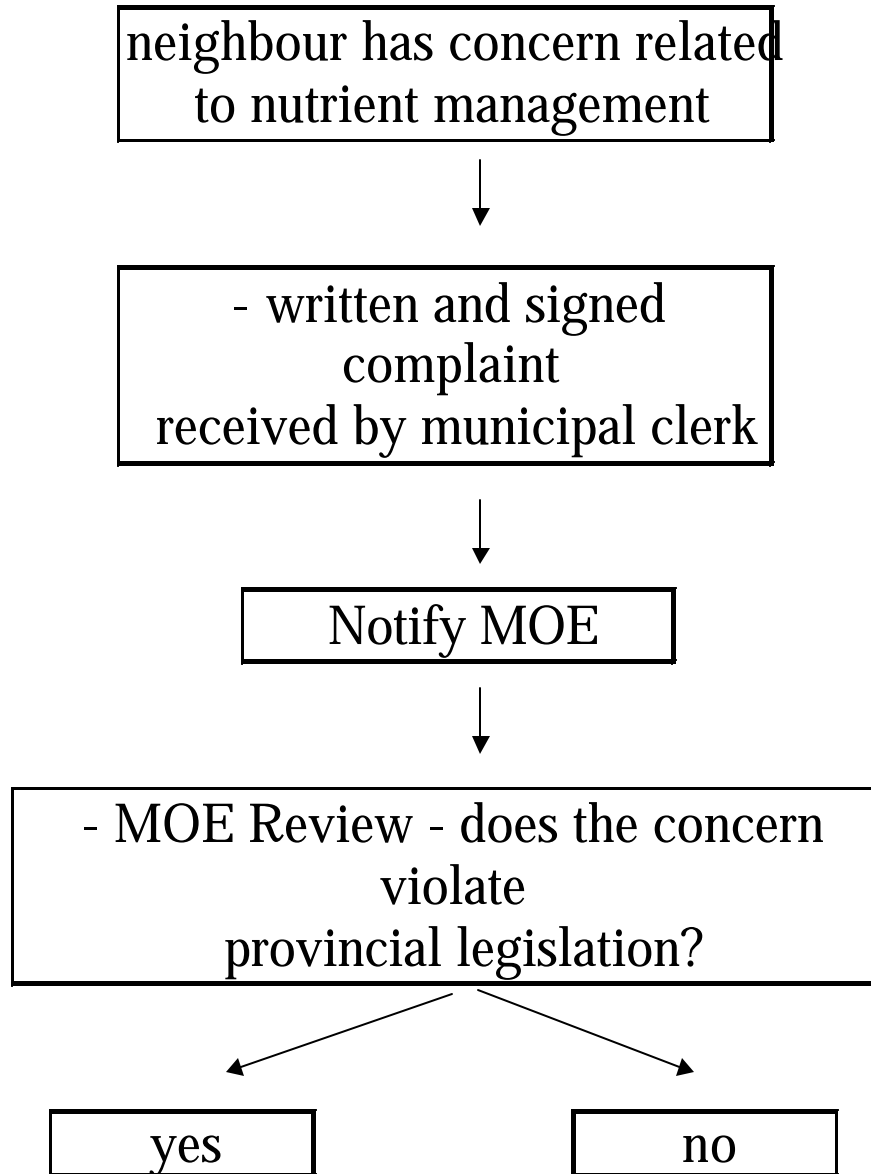 neighbour has concern related
to nutrient management
- written and signed
complaint
received by municipal clerk
Notify MOE
- MOE Review - does the concern
violate
provincial legislation?
yes
no